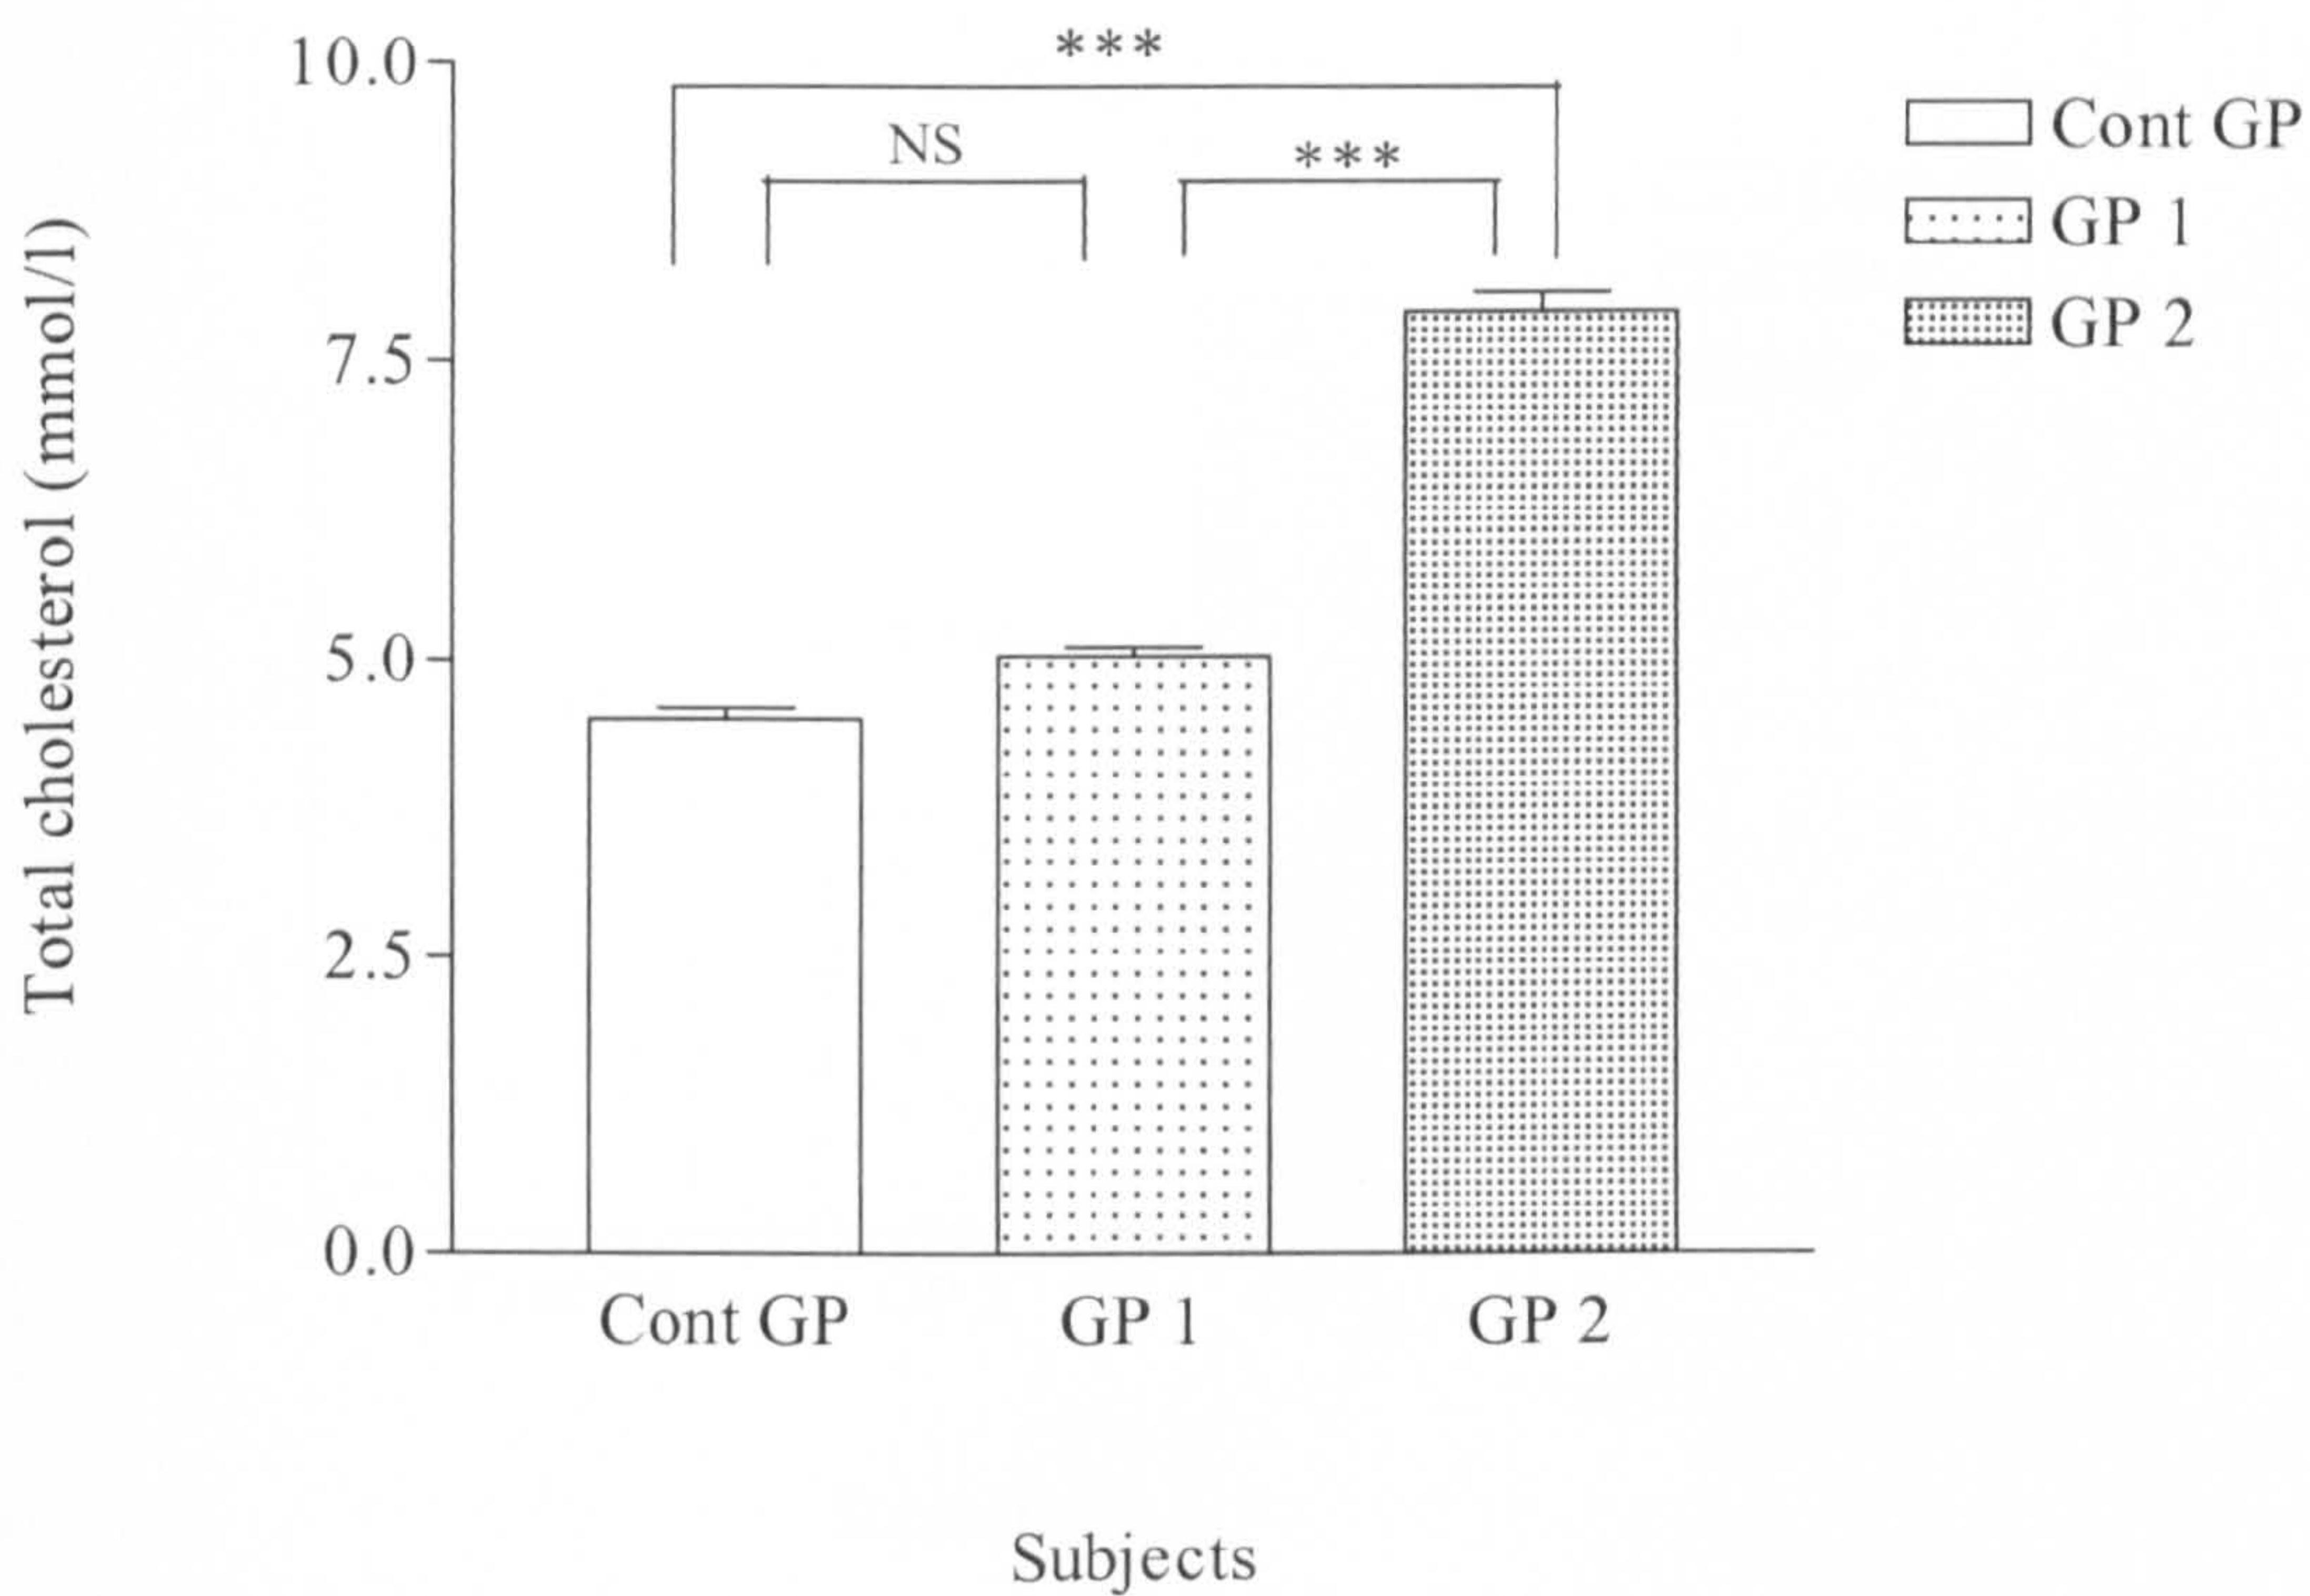 Total cholesterol (mmol/l)
10.0
7.5
5.0
2.5
0.0
***
NS
***
Cont GP
GP 1
GP 2
Cont GP
GP 1
GP 2
Subjects